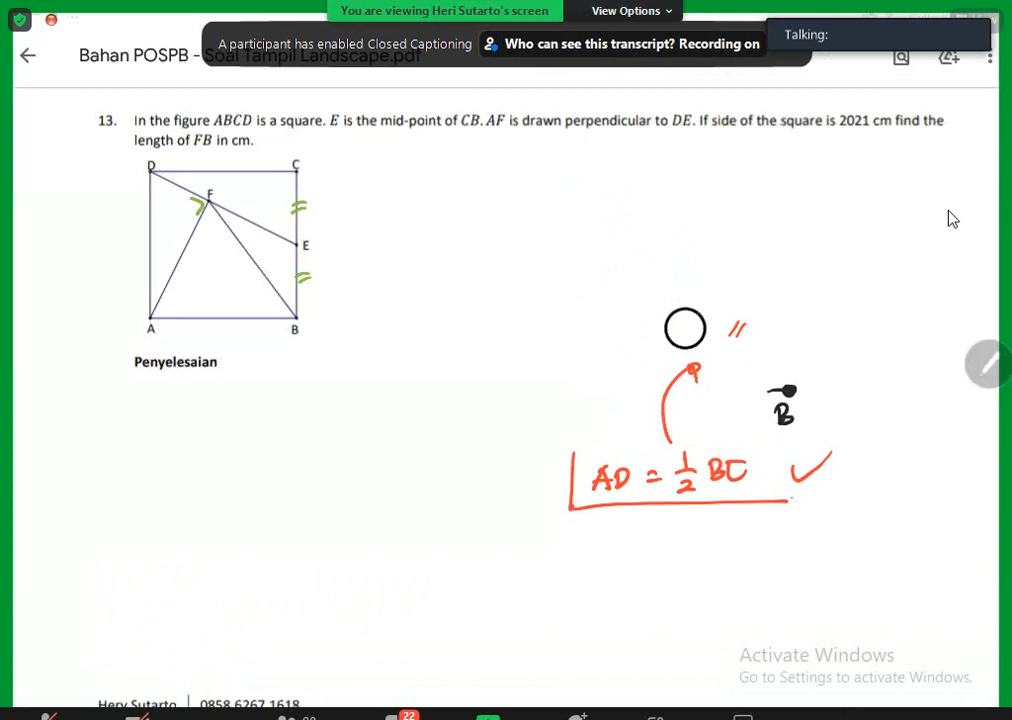 You are viewing Heri Sutarto's screen
View Options
A participant has enabled Closed Captioning
Who can see this transcript? Recording on
Talking:
Bahan POSPB - Soal Tampil Landscape.pdf
13. In the figure ABCD is a square. E is the mid-point of CB. AF is drawn perpendicular to DE. If side of the square is 2021 cm find the
length of FB in cm.
D
C
F
E
A
B
Penyelesaian
B
AD = 1/2 BC
Activate Windows
Go to Settings to activate Windows.
Hery Sutarto | 0858 6267 1618
22